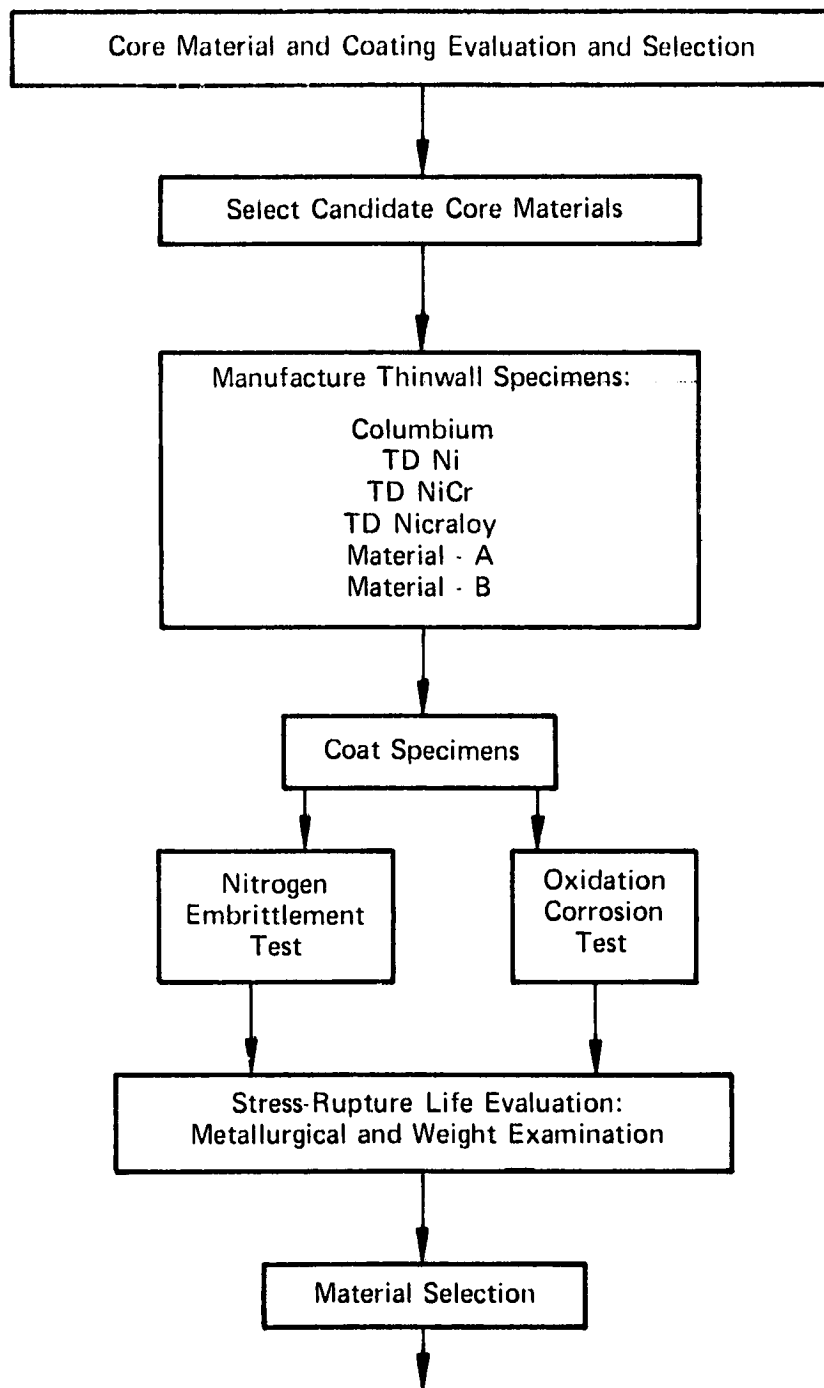 Core Material and Coating Evaluation and Selection
Select Candidate Core Materials
Manufacture Thinwall Specimens:
Columbium
TD Ni
TD NiCr
TD Nicraloy
Material - A
Material - B
Coat Specimens
Nitrogen
Embrittlement
Test
Oxidation
Corrosion
Test
Stress-Rupture Life Evaluation:
Metallurgical and Weight Examination
Material Selection